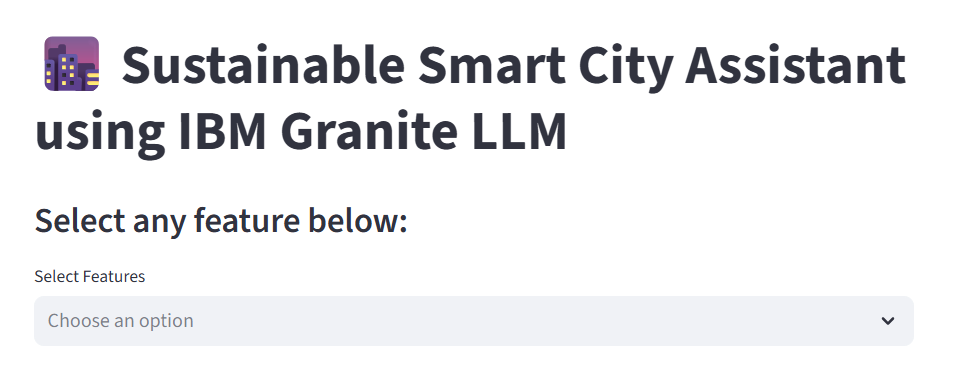 Sustainable Smart City Assistant
using IBM Granite LLM
Select any feature below:
Select Features
Choose an option